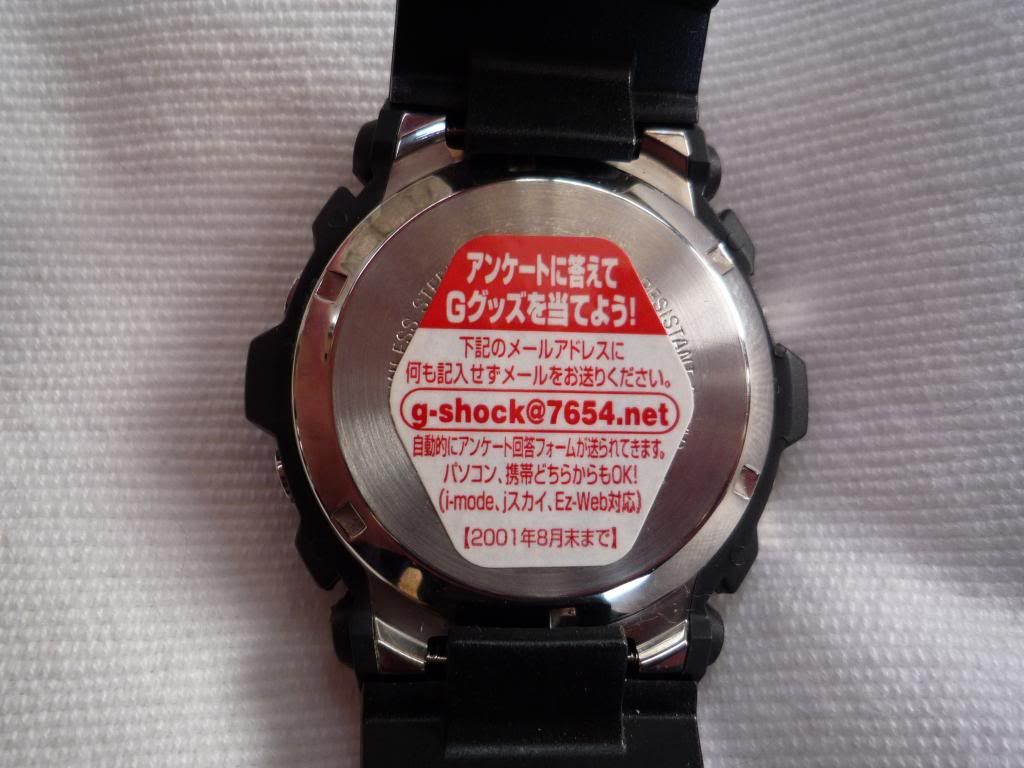 アンケートに答えて
Gグッズを当てよう!
下記のメールアドレスに
何も記入せずメールをお送りください。
g-shock@7654.net
自動的にアンケート回答フォームが送られてきます。
パソコン、携帯どちらからもOK!
(i-mode、jスカイ、Ez-Web対応)
【2001年8月末まで】
RESISTANT